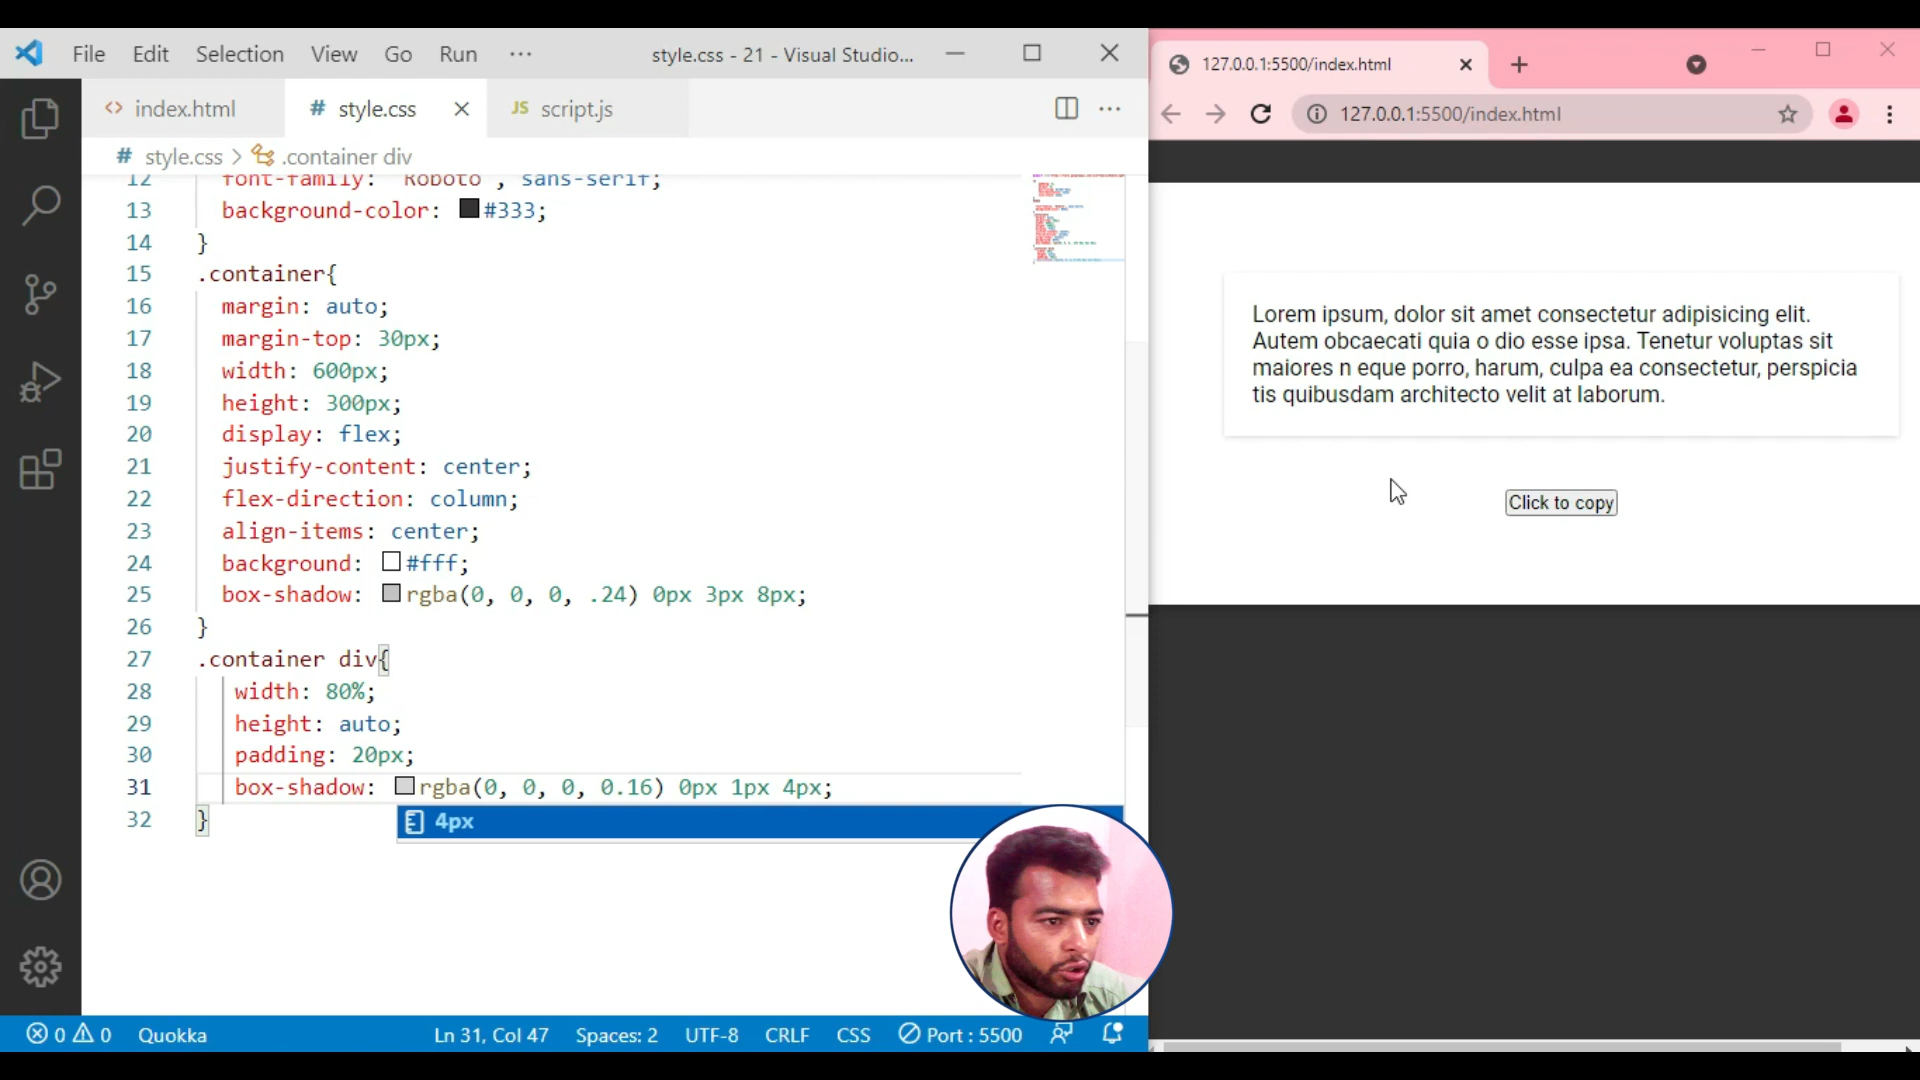 File Edit Selection View Go Run ··· style.css - 21 - Visual Studio...
<> index.html # style.css JS script.js ···
# style.css > .container div
12 font-family: 'Roboto', sans-serif;
13 background-color: #333;
14 }
15 .container{
16 margin: auto;
17 margin-top: 30px;
18 width: 600px;
19 height: 300px;
20 display: flex;
21 justify-content: center;
22 flex-direction: column;
23 align-items: center;
24 background: #fff;
25 box-shadow: rgba(0, 0, 0, .24) 0px 3px 8px;
26 }
27 .container div{
28 width: 80%;
29 height: auto;
30 padding: 20px;
31 box-shadow: rgba(0, 0, 0, 0.16) 0px 1px 4px;
32 }
4px
0 0 Quokka Ln 31, Col 47 Spaces: 2 UTF-8 CRLF CSS Port : 5500
127.0.0.1:5500/index.html
127.0.0.1:5500/index.html
Lorem ipsum, dolor sit amet consectetur adipisicing elit.
Autem obcaecati quia o dio esse ipsa. Tenetur voluptas sit
maiores n eque porro, harum, culpa ea consectetur, perspicia
tis quibusdam architecto velit at laborum.
Click to copy